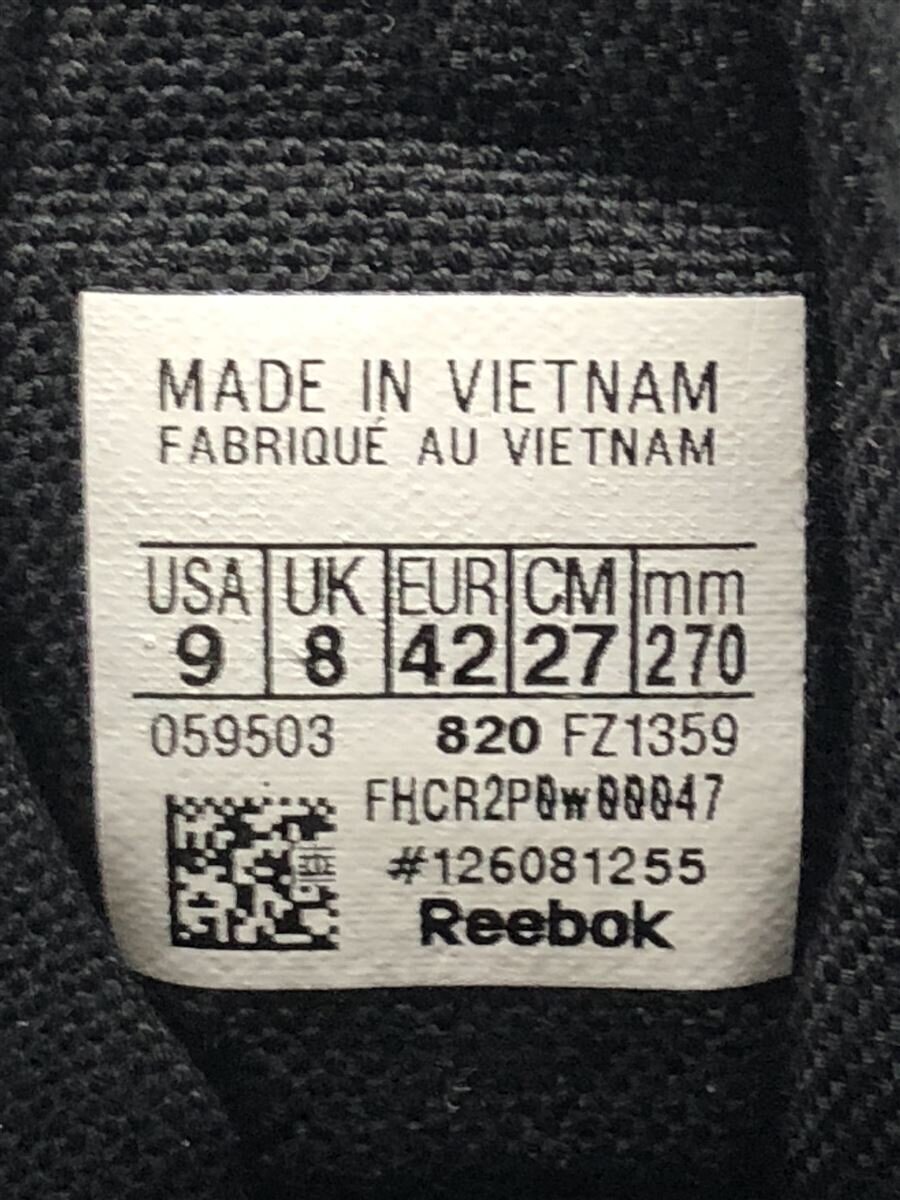 MADE IN VIETNAM
FABRIQUÉ AU VIETNAM
USA UK EUR CM mm
9 8 42 27 270
059503 820 FZ1359
FHCR2P0w00047
#126081255
Reebok